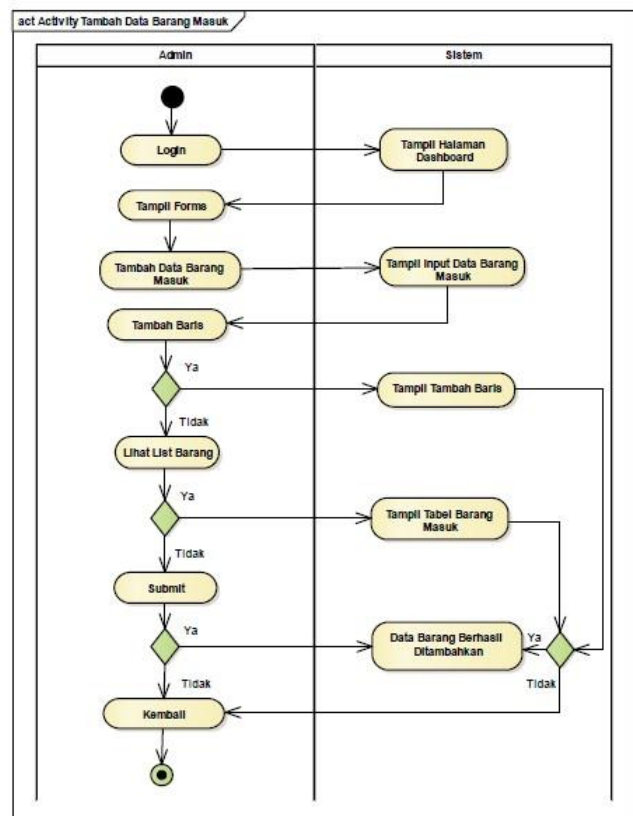 act Activity Tambah Data Barang Masuk
Admin
Sistem
Login
Tampil Halaman
Dashboard
Tampil Forms
Tambah Data Barang
Masuk
Tampil Input Data Barang
Masuk
Tambah Baris
Ya
Tampil Tambah Baris
Tidak
Lihat List Barang
Ya
Tampil Tabel Barang
Masuk
Tidak
Submit
Ya
Data Barang Berhasil
Ditambahkan
Ya
Tidak
Tidak
Kembali